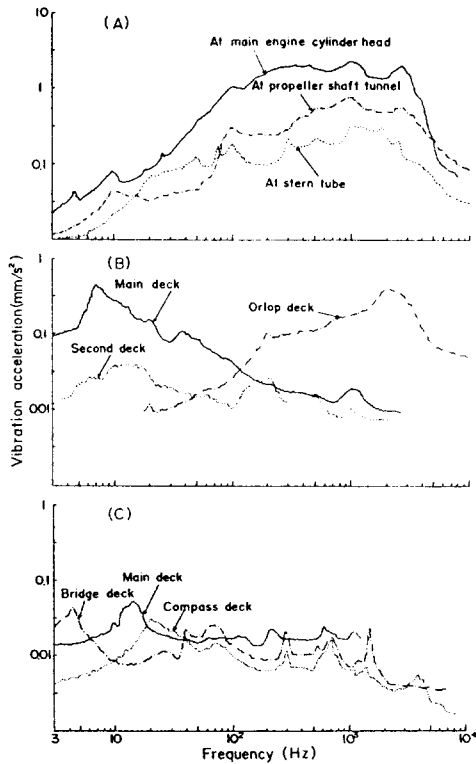 (A)
At main engine cylinder head
At propeller shaft tunnel
At stern tube
1
1
0,1
0
(B)
Main deck
Orlop deck
Second deck
1
0,1
0.01
(C)
Bridge deck
Main deck
Compass deck
1
0,1
0.01
Vibration acceleration (mm/s²)
3
10
10²
10³
10⁴
Frequency (Hz)